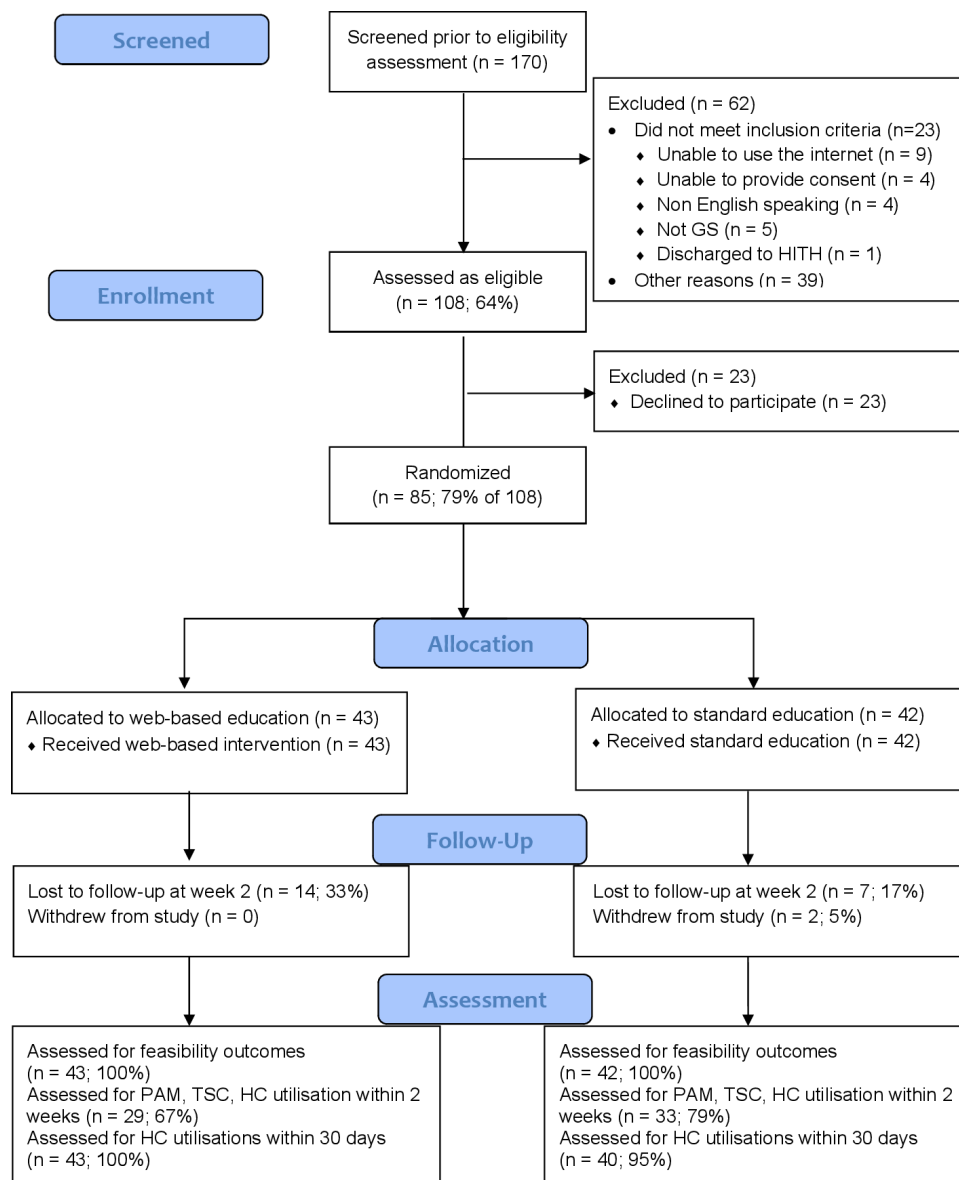 Screened
Screened prior to eligibility
assessment (n = 170)
Excluded (n = 62)
• Did not meet inclusion criteria (n=23)
♦ Unable to use the internet (n = 9)
♦ Unable to provide consent (n = 4)
♦ Non English speaking (n = 4)
♦ Not GS (n = 5)
♦ Discharged to HITH (n = 1)
• Other reasons (n = 39)
Enrollment
Assessed as eligible
(n = 108; 64%)
Excluded (n = 23)
♦ Declined to participate (n = 23)
Randomized
(n = 85; 79% of 108)
Allocation
Allocated to web-based education (n = 43)
♦ Received web-based intervention (n = 43)
Allocated to standard education (n = 42)
♦ Received standard education (n = 42)
Follow-Up
Lost to follow-up at week 2 (n = 14; 33%)
Withdrew from study (n = 0)
Lost to follow-up at week 2 (n = 7; 17%)
Withdrew from study (n = 2; 5%)
Assessment
Assessed for feasibility outcomes
(n = 43; 100%)
Assessed for PAM, TSC, HC utilisation within 2
weeks (n = 29; 67%)
Assessed for HC utilisations within 30 days
(n = 43; 100%)
Assessed for feasibility outcomes
(n = 42; 100%)
Assessed for PAM, TSC, HC utilisation within 2
weeks (n = 33; 79%)
Assessed for HC utilisations within 30 days
(n = 40; 95%)